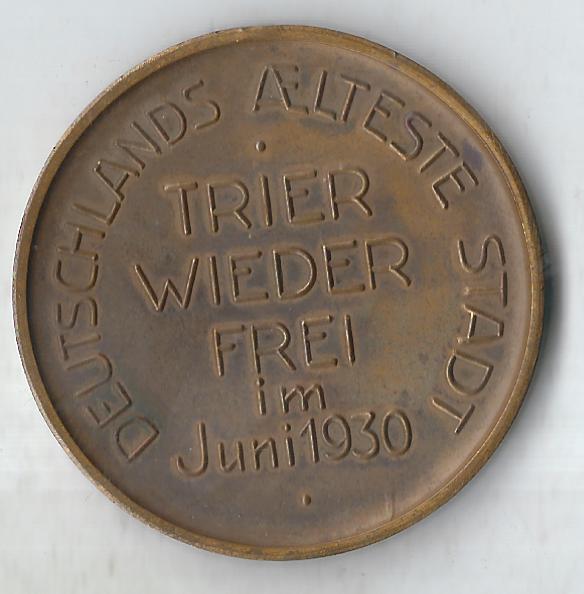 DEUTSCHLANDS ÆLTESTE STADT
TRIER
WIEDER
FREI
im
Juni 1930